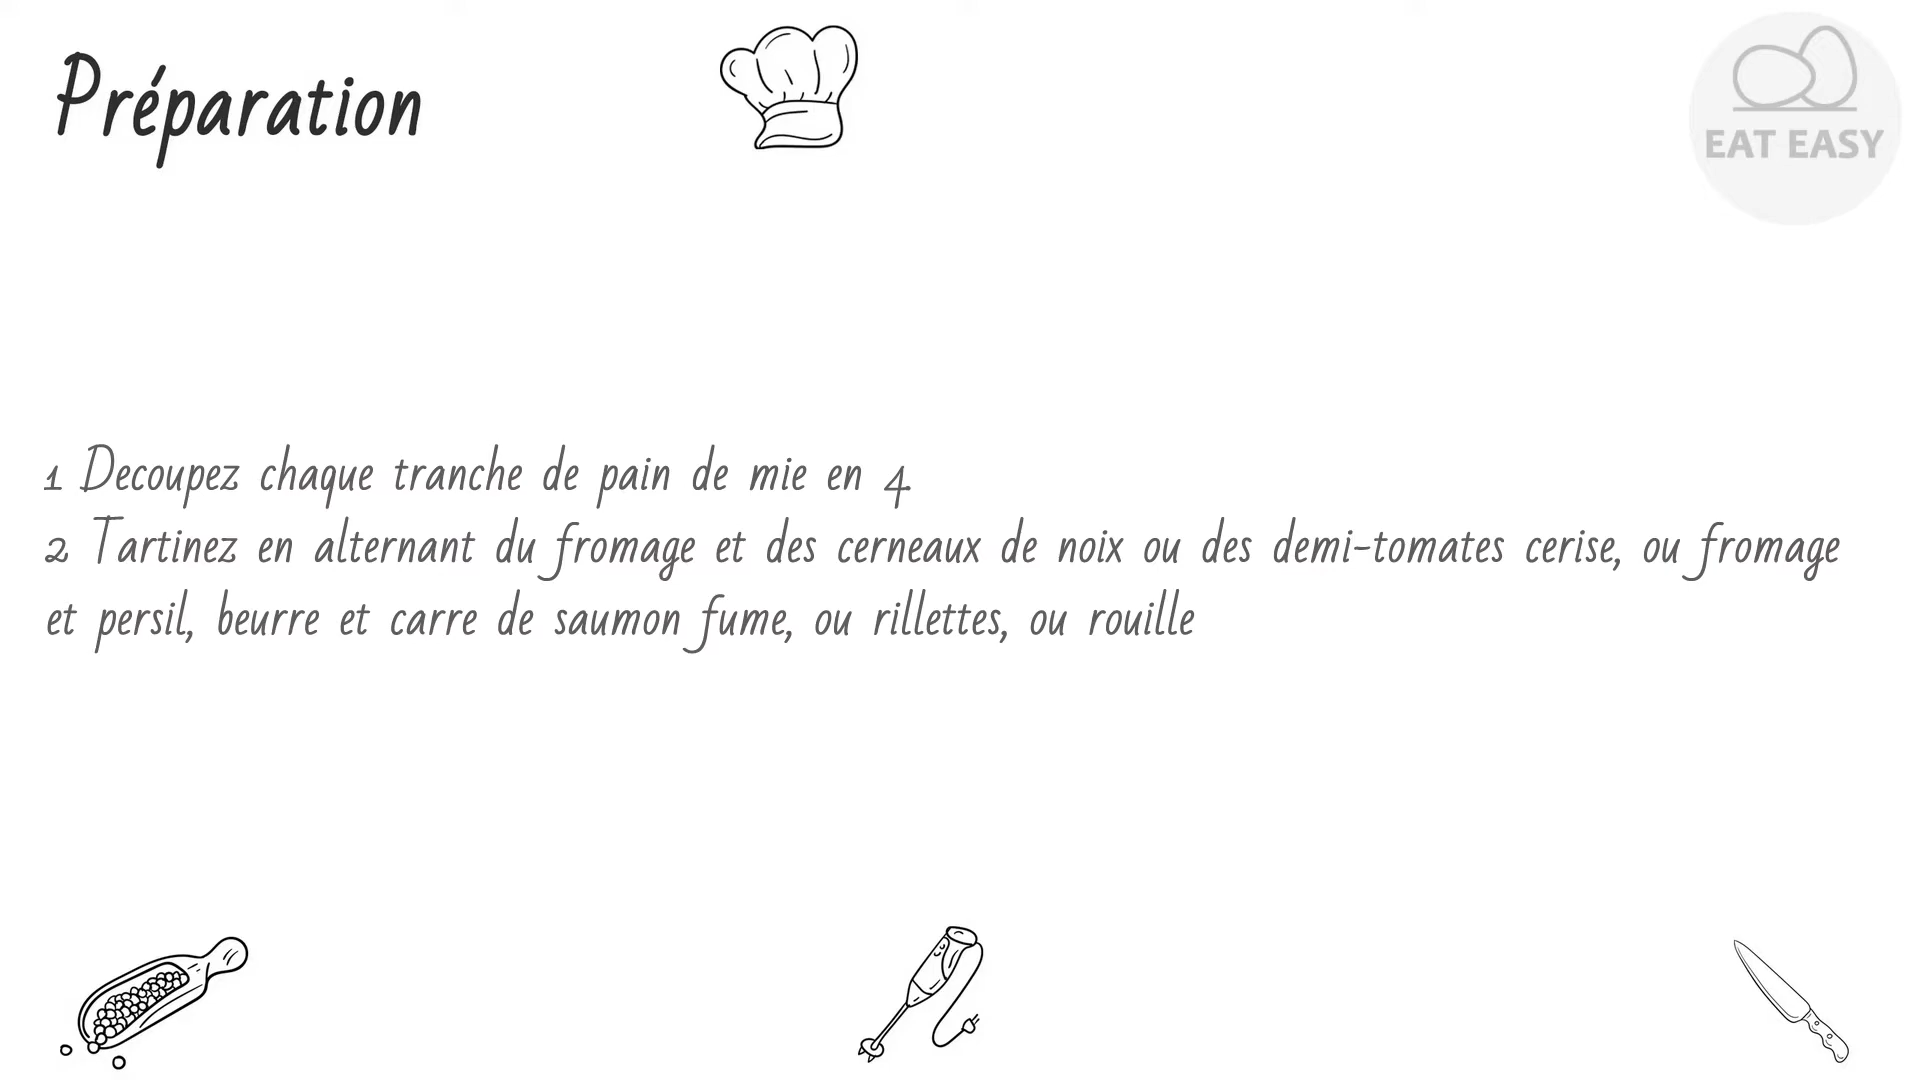 Préparation
EAT EASY
1 Decoupez chaque tranche de pain de mie en 4.
2 Tartinez en alternant du fromage et des cerneaux de noix ou des demi-tomates cerise, ou fromage
et persil, beurre et carre de saumon fume, ou rillettes, ou rouille